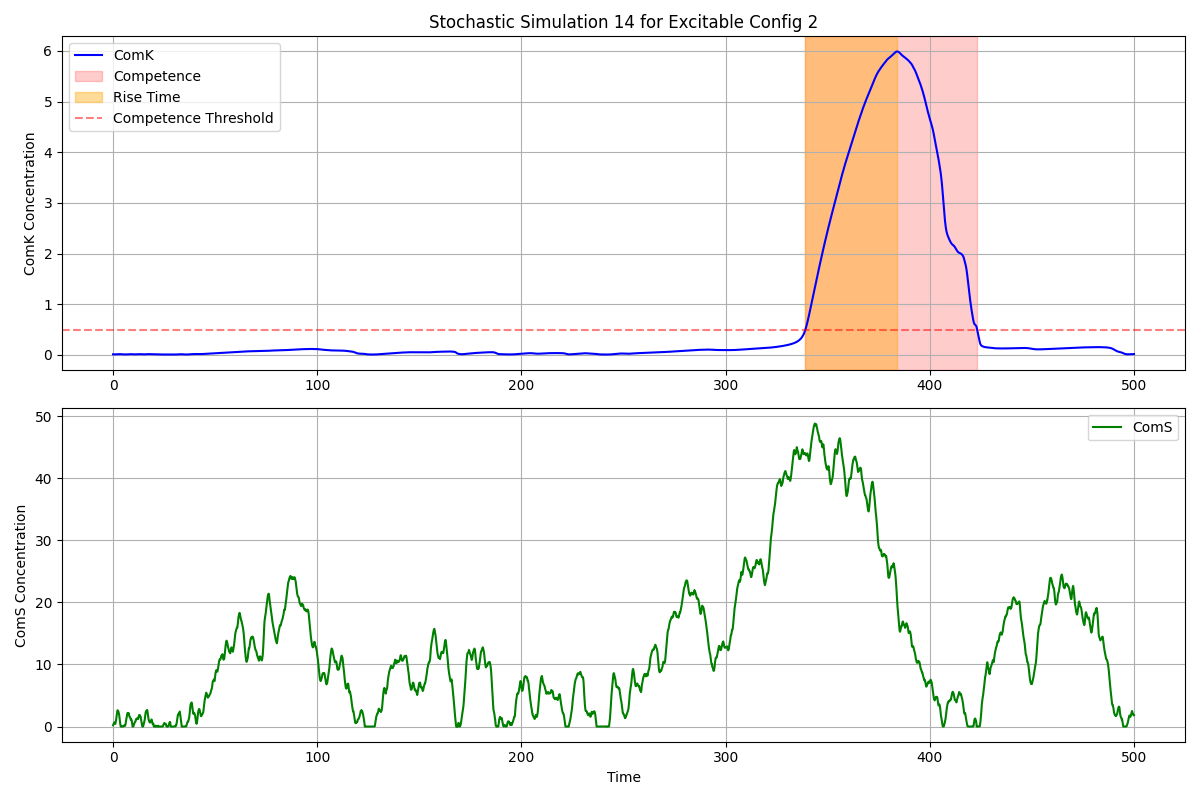 Stochastic Simulation 14 for Excitable Config 2
ComK Concentration
6
5
4
3
2
1
0
ComK
Competence
Rise Time
Competence Threshold
0 100 200 300 400 500
ComS Concentration
50
40
30
20
10
0
ComS
0 100 200 300 400 500
Time